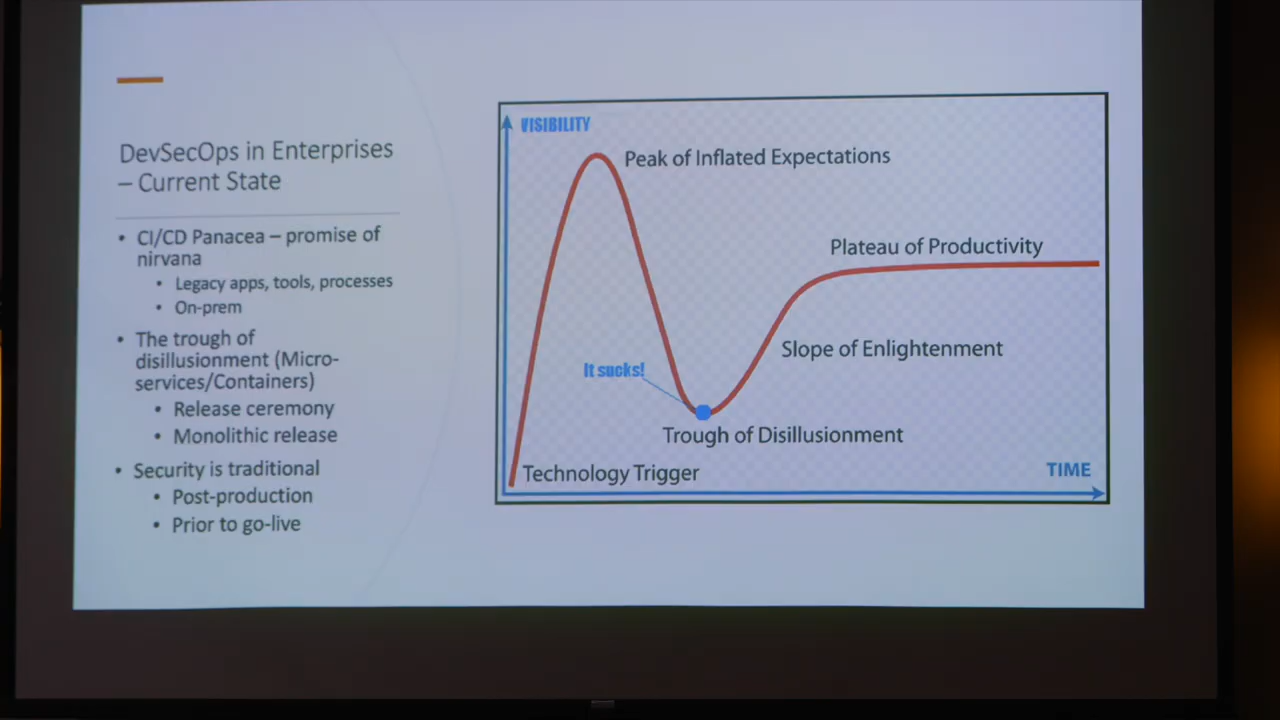 DevSecOps in Enterprises
– Current State
• CI/CD Panacea – promise of
nirvana
• Legacy apps, tools, processes
• On-prem
• The trough of
disillusionment (Micro-
services/Containers)
• Release ceremony
• Monolithic release
• Security is traditional
• Post-production
• Prior to go-live
VISIBILITY
Peak of Inflated Expectations
Plateau of Productivity
Slope of Enlightenment
It sucks!
Trough of Disillusionment
Technology Trigger
TIME